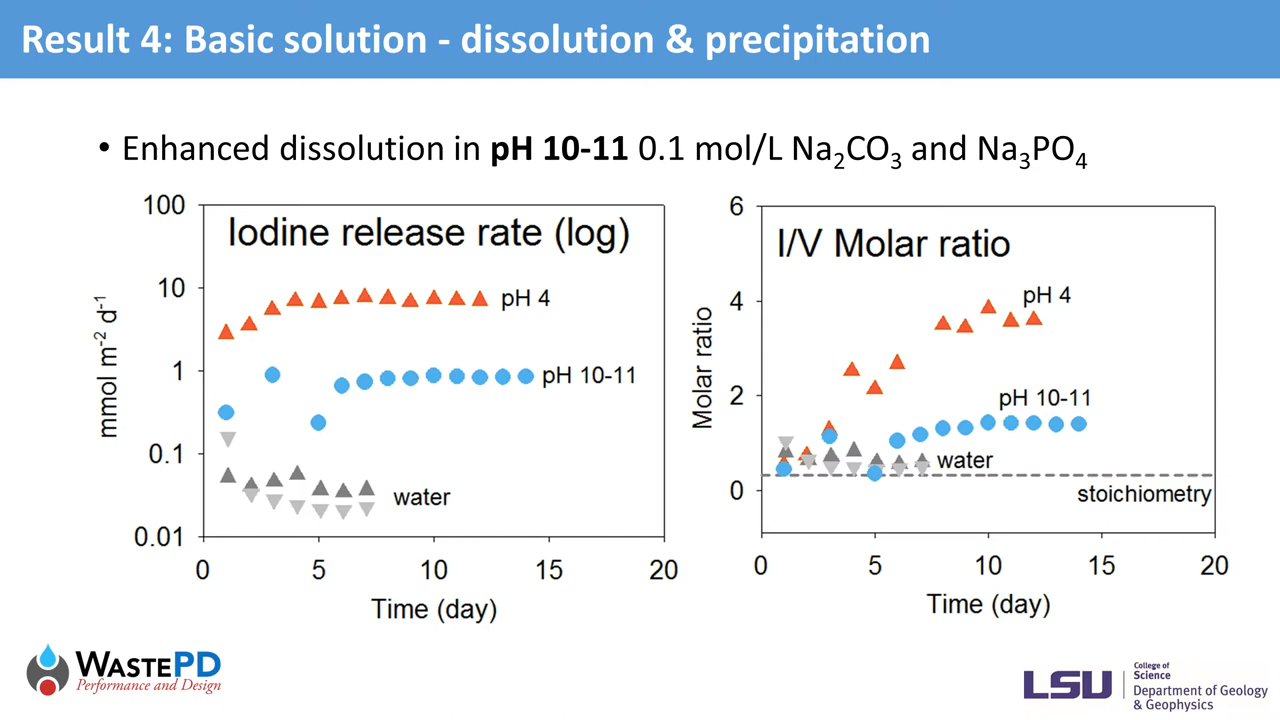 Result 4: Basic solution - dissolution & precipitation
• Enhanced dissolution in pH 10-11 0.1 mol/L Na₂CO₃ and Na₃PO₄
Iodine release rate (log)
mmol m⁻² d⁻¹
100
10
1
0.1
0.01
pH 4
pH 10-11
water
0 5 10 15 20
Time (day)
I/V Molar ratio
Molar ratio
6
4
2
0
pH 4
pH 10-11
water
stoichiometry
0 5 10 15 20
Time (day)
WASTEPD
Performance and Design
LSU
College of
Science
Department of Geology
& Geophysics